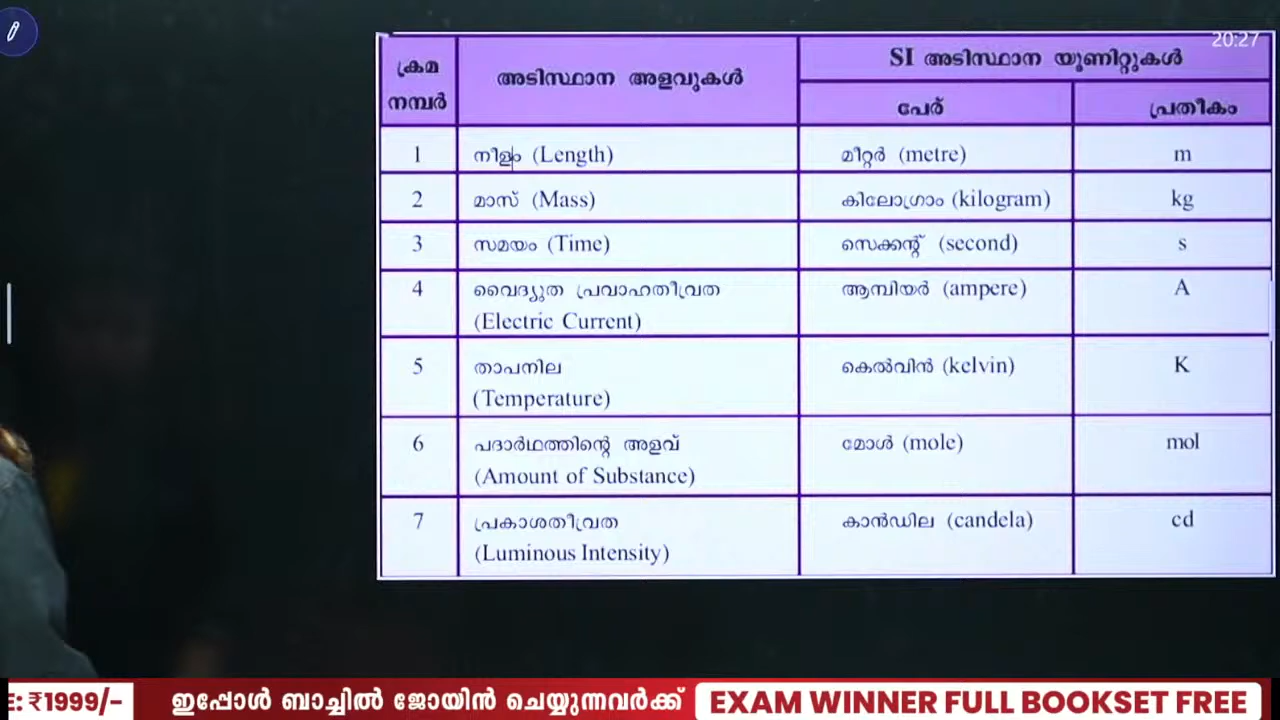 20:27
ക്രമ
നമ്പർ
അടിസ്ഥാന അളവുകൾ
SI അടിസ്ഥാന യൂണിറ്റുകൾ
പേര്
പ്രതീകം
1 നീളം (Length) മീറ്റർ (metre) m
2 മാസ് (Mass) കിലോഗ്രാം (kilogram) kg
3 സമയം (Time) സെക്കന്റ് (second) s
4 വൈദ്യുത പ്രവാഹതീവ്രത ആമ്പിയർ (ampere) A
(Electric Current)
5 താപനില കെൽവിൻ (kelvin) K
(Temperature)
6 പദാർഥത്തിന്റെ അളവ് മോൾ (mole) mol
(Amount of Substance)
7 പ്രകാശതീവ്രത കാൻഡില (candela) cd
(Luminous Intensity)
E: ₹1999/- ഇപ്പോൾ ബാച്ചിൽ ജോയിൻ ചെയ്യുന്നവർക്ക് EXAM WINNER FULL BOOKSET FREE